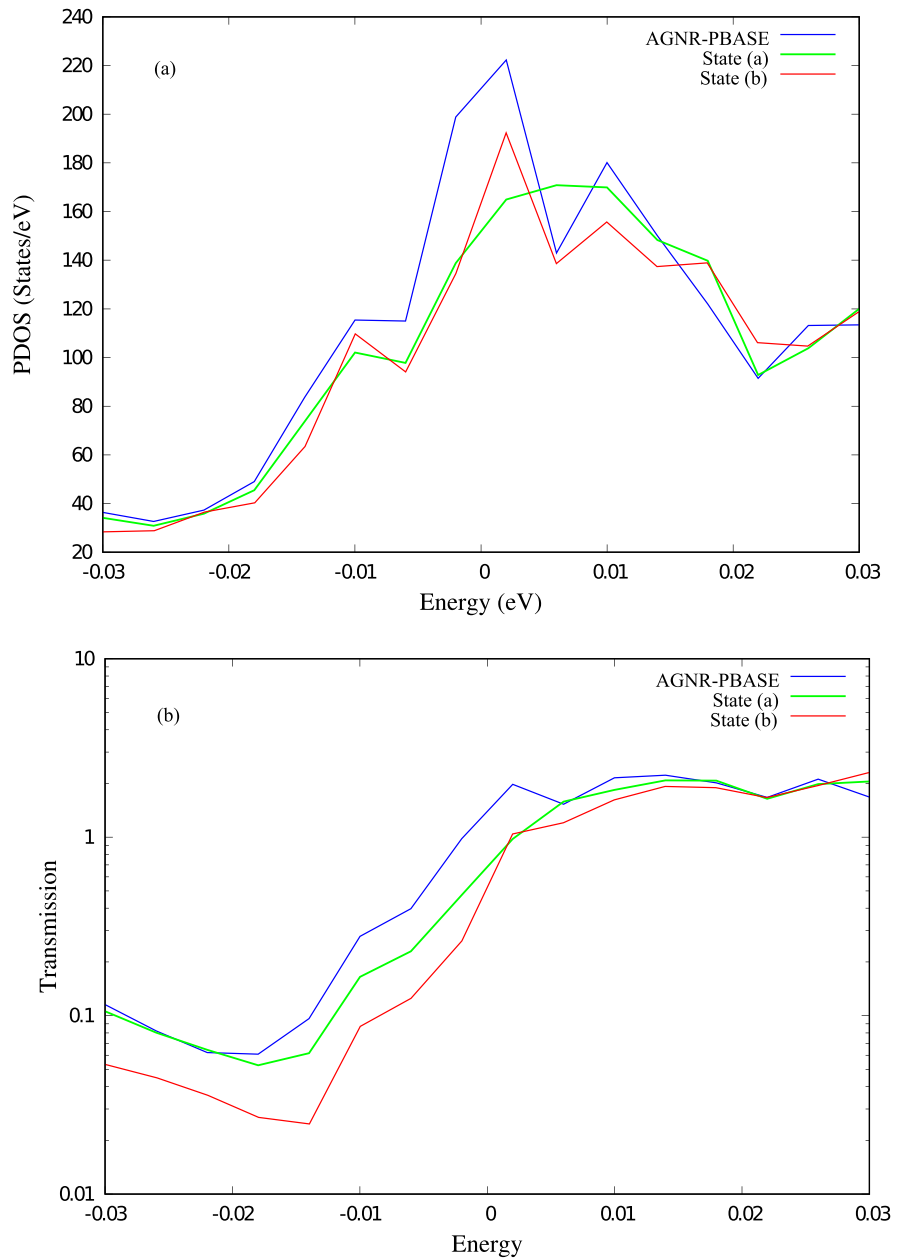 240
220
200
180
160
140
120
100
80
60
40
20
PDOS (States/eV)
(a)
AGNR-PBASE
State (a)
State (b)
-0.03 -0.02 -0.01 0 0.01 0.02 0.03
Energy (eV)
10
1
0.1
0.01
Transmission
(b)
AGNR-PBASE
State (a)
State (b)
-0.03 -0.02 -0.01 0 0.01 0.02 0.03
Energy